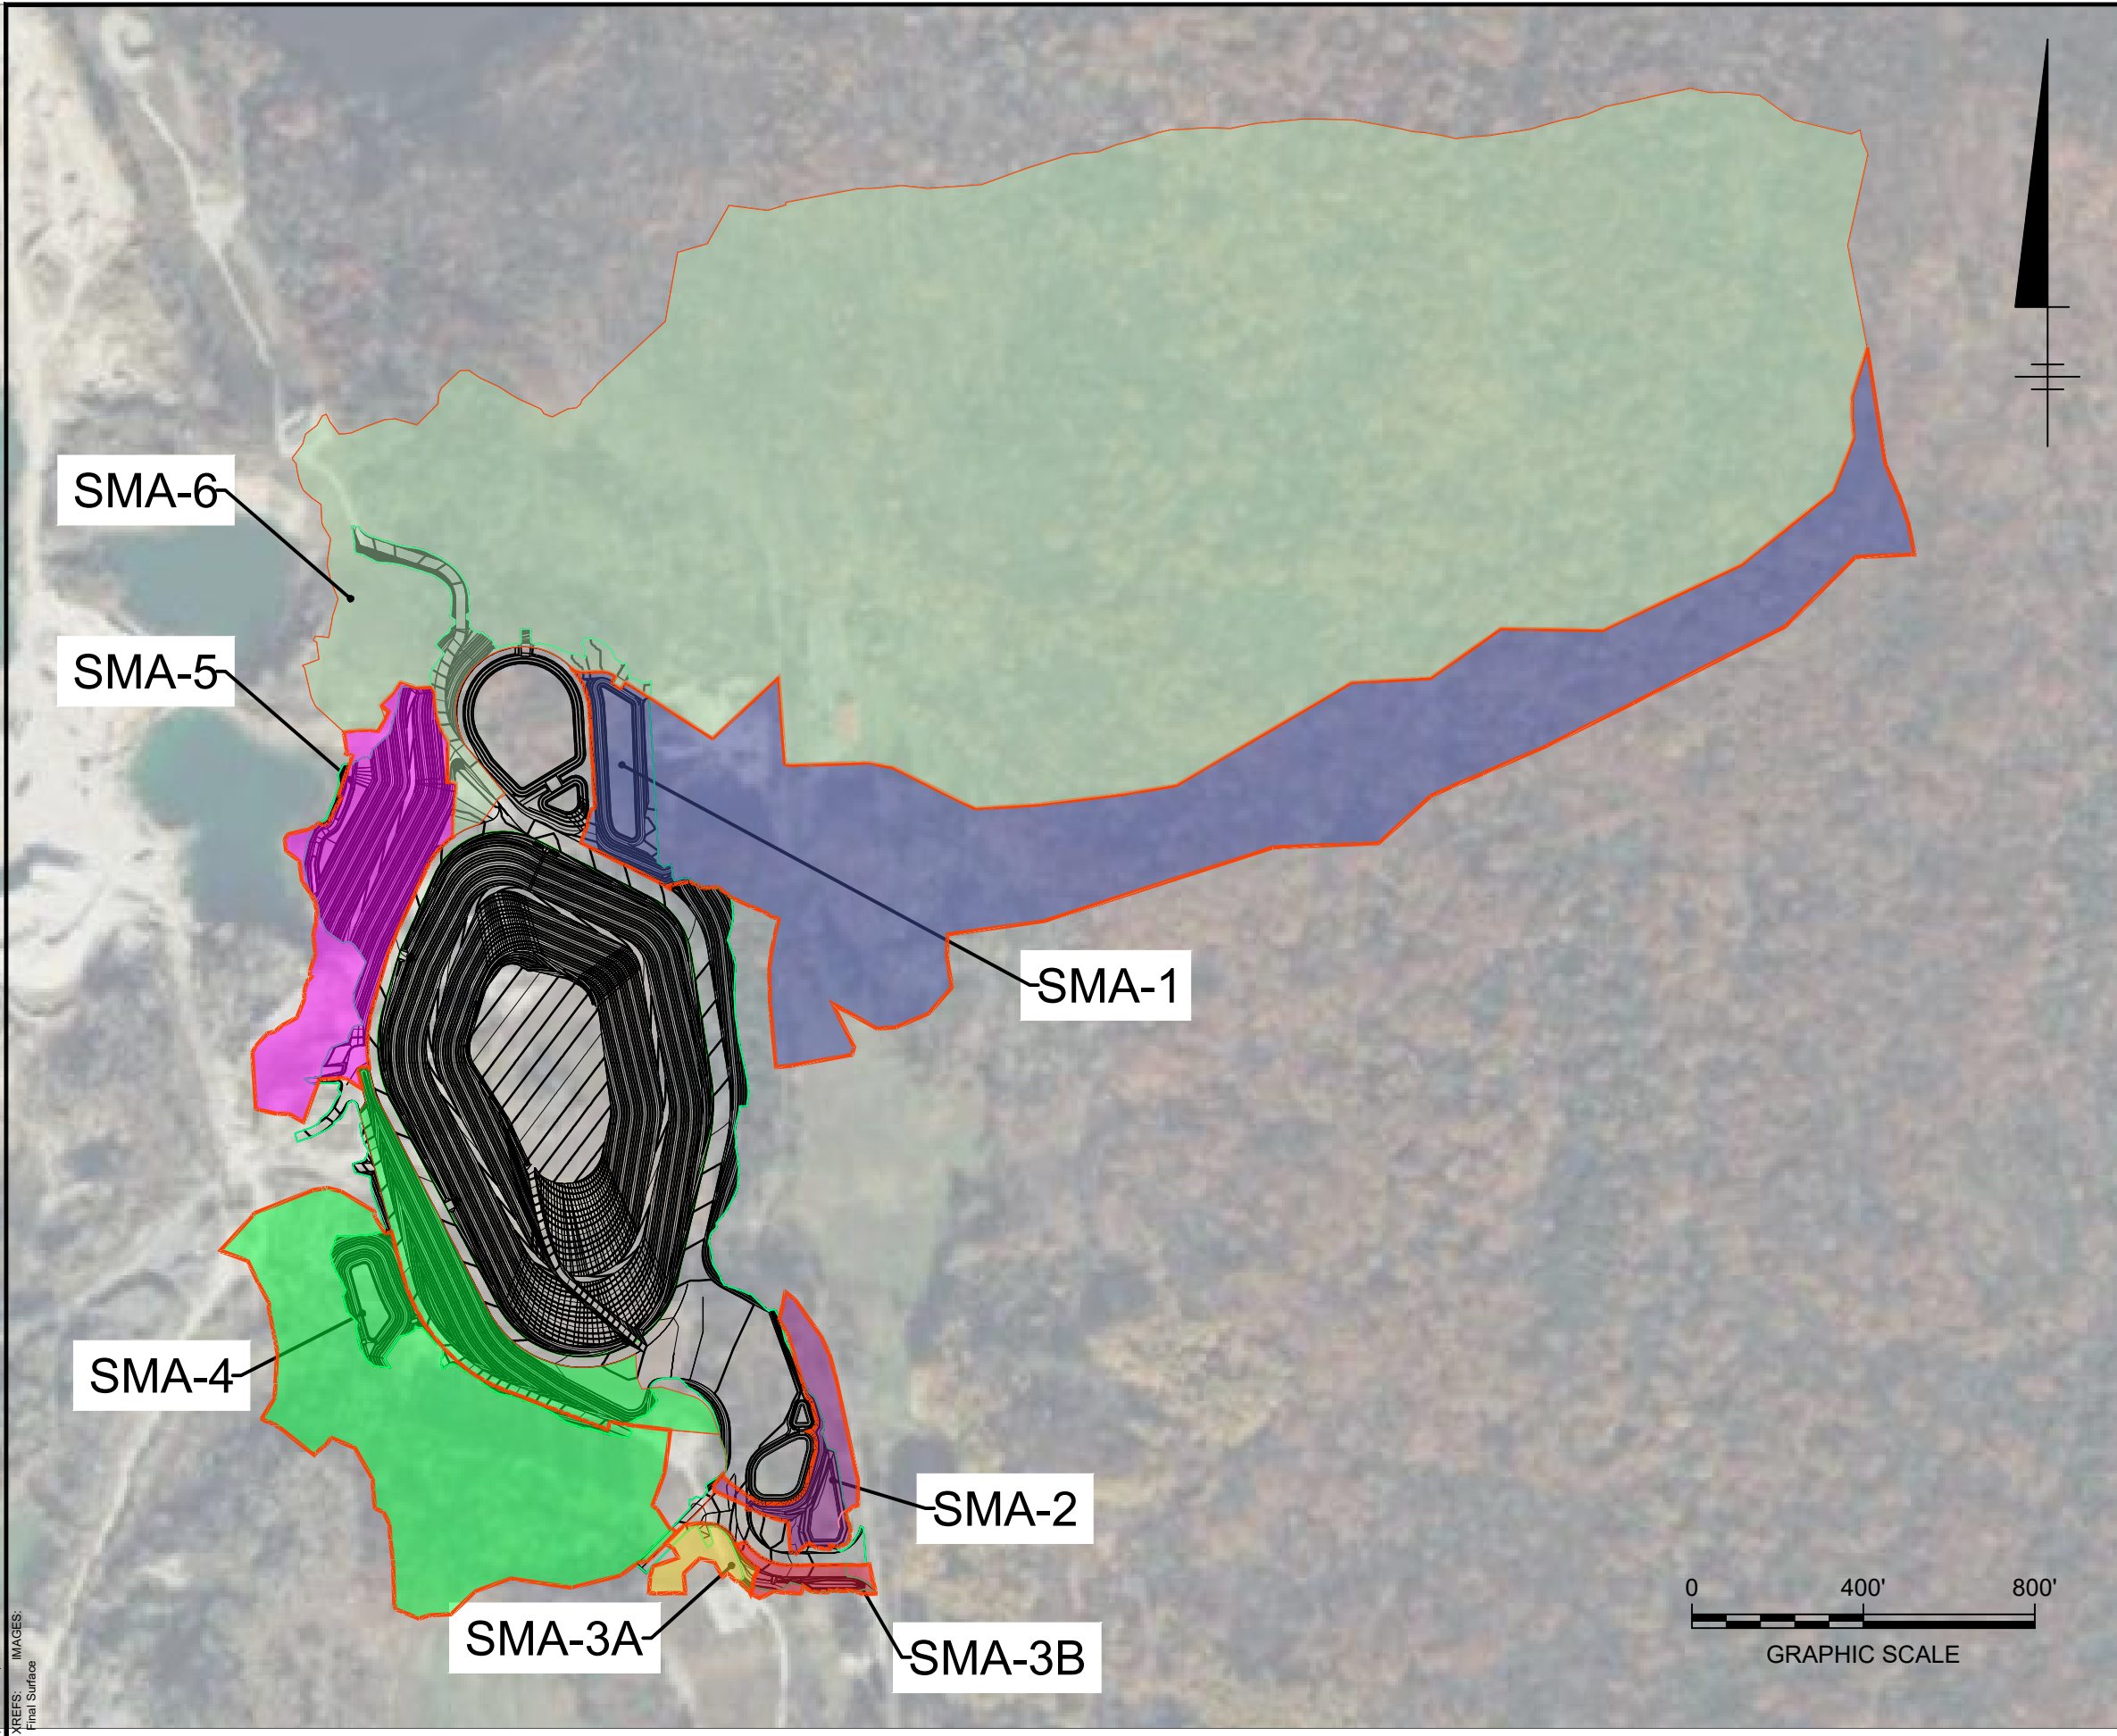 SMA-6
SMA-5
SMA-1
SMA-4
SMA-2
SMA-3A
SMA-3B
0 400' 800'
GRAPHIC SCALE
XREFS: IMAGES:
Final Surface